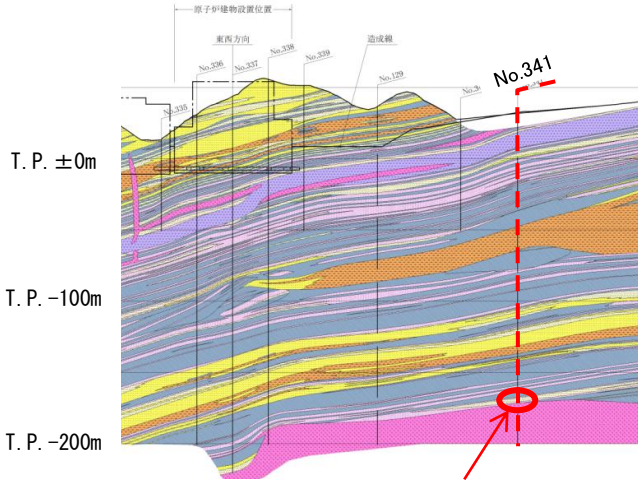 原子炉建物設置位置
東西方向
造成線
No.335
No.336
No.337
No.338
No.339
No.129
No.341
T.P. ±0m
T.P. -100m
T.P. -200m